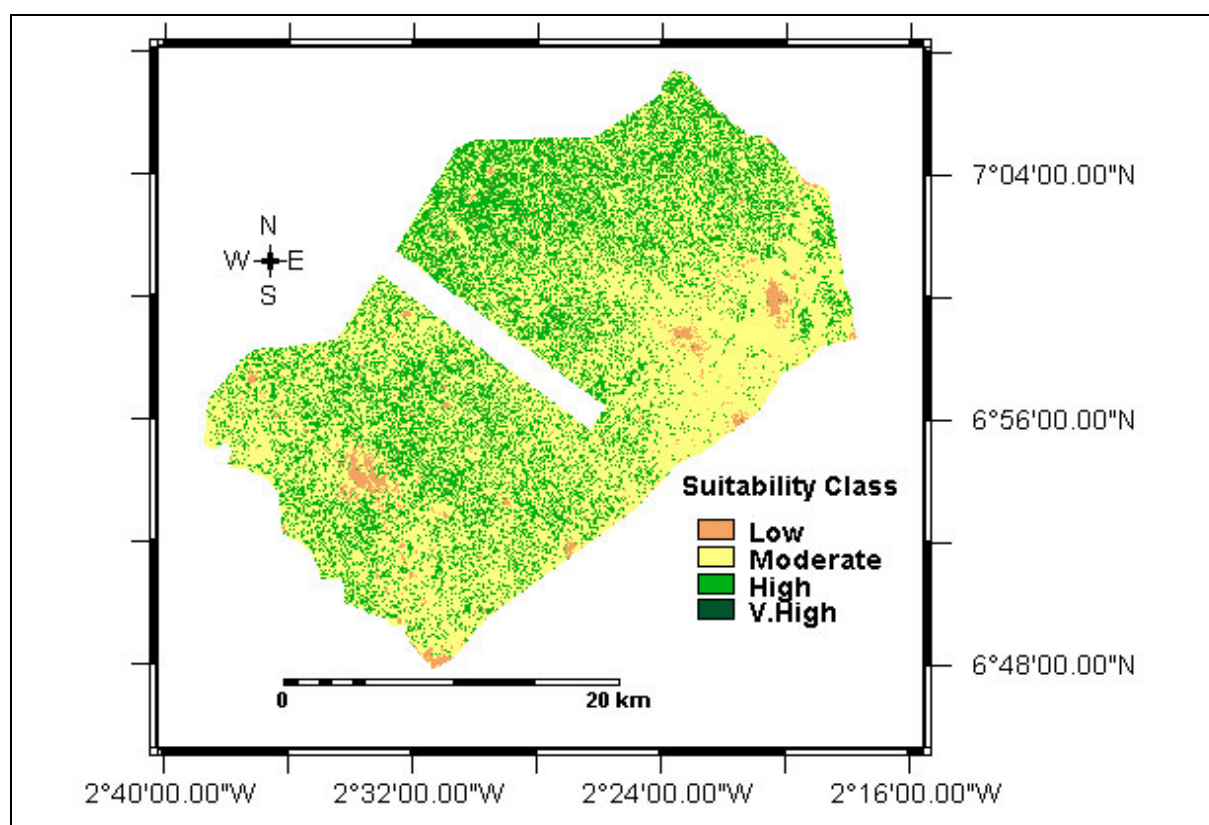 7°04'00.00"N
N
W E
S
6°56'00.00"N
Suitability Class
Low
Moderate
High
V.High
6°48'00.00"N
0 20 km
2°40'00.00"W 2°32'00.00"W 2°24'00.00"W 2°16'00.00"W